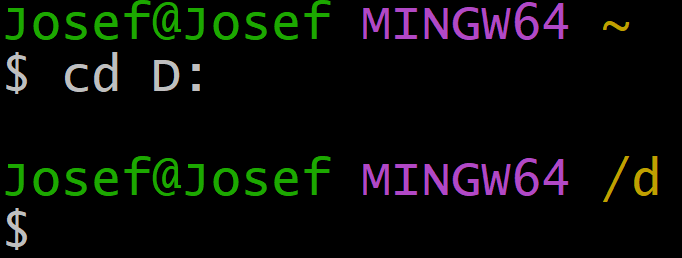 Josef@Josef MINGW64 ~
$ cd D:
Josef@Josef MINGW64 /d
$